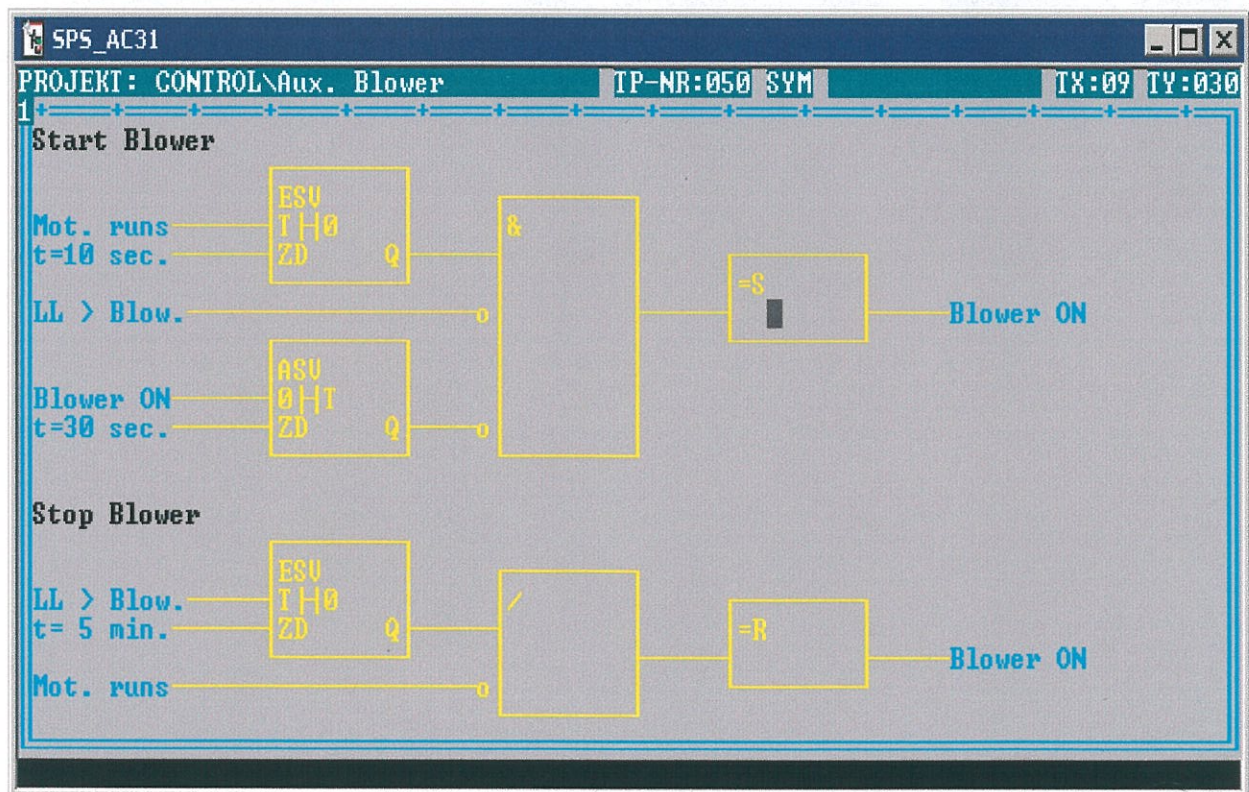 SPS_AC31
PROJEKT: CONTROL\Aux. Blower TP-NR:050 SYM TX:09 TY:030
1
Start Blower
ESV
Mot. runs T├┤0 &
t=10 sec. ZD Q
=S
LL > Blow. o Blower ON
ASV
Blower ON 0├┤T
t=30 sec. ZD Q o
Stop Blower
ESV
LL > Blow. T├┤0 /
t= 5 min. ZD Q =R
Blower ON
Mot. runs o